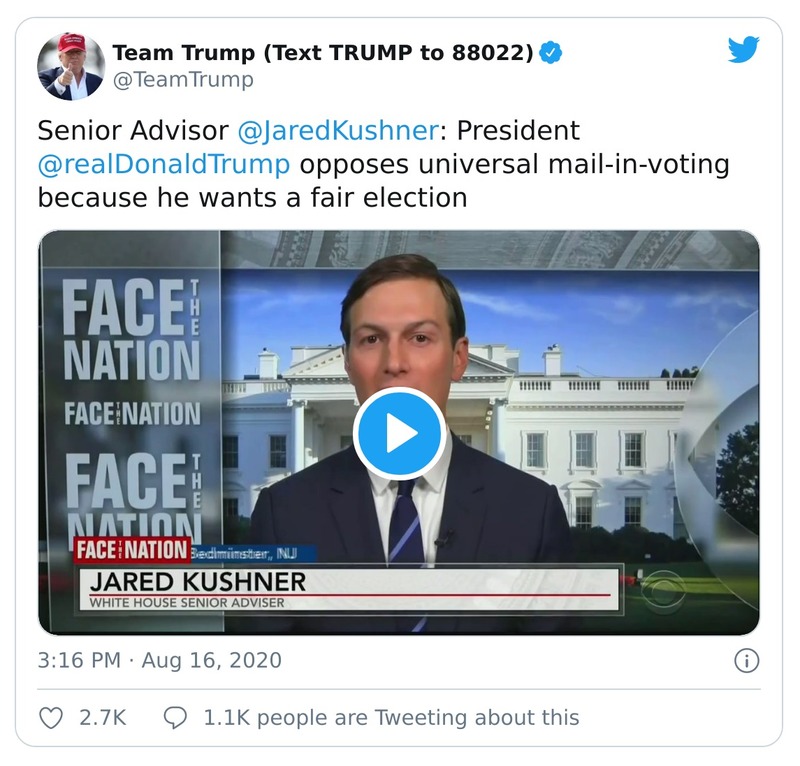 Team Trump (Text TRUMP to 88022)
@TeamTrump
Senior Advisor @JaredKushner: President
@realDonaldTrump opposes universal mail-in-voting
because he wants a fair election
FACE THE
NATION
FACE THE NATION
FACE THE
NATION
FACE THE NATION Bedminster, NJ
JARED KUSHNER
WHITE HOUSE SENIOR ADVISER
3:16 PM · Aug 16, 2020
2.7K 1.1K people are Tweeting about this